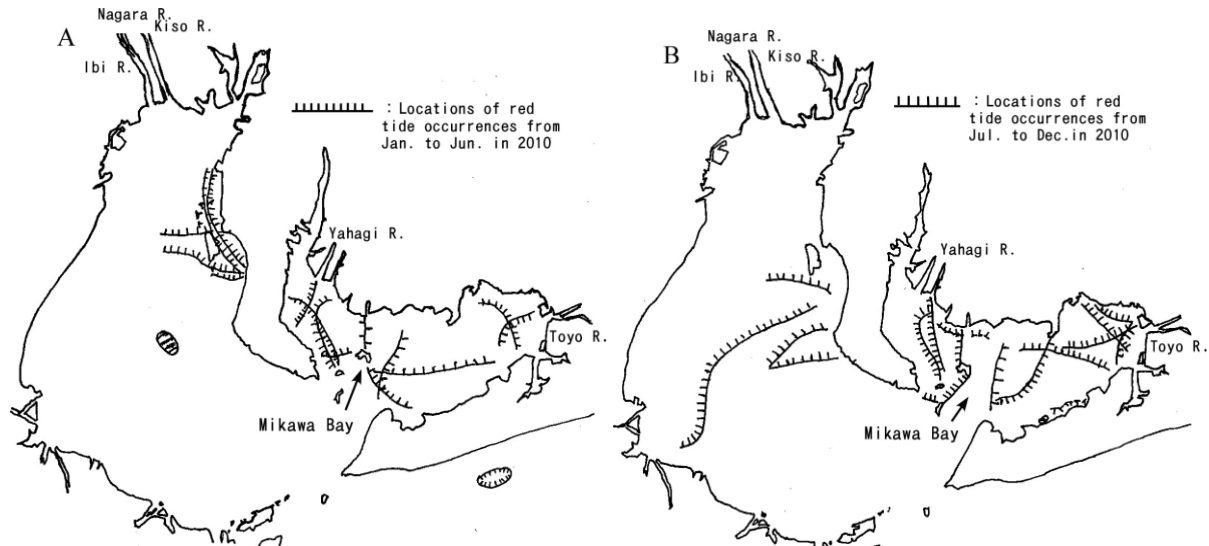 A
Nagara R.
Kiso R.
Ibi R.
: Locations of red
tide occurrences from
Jan. to Jun. in 2010
Yahagi R.
Toyo R.
Mikawa Bay
B
Nagara R.
Kiso R.
Ibi R.
: Locations of red
tide occurrences from
Jul. to Dec.in 2010
Yahagi R.
Toyo R.
Mikawa Bay